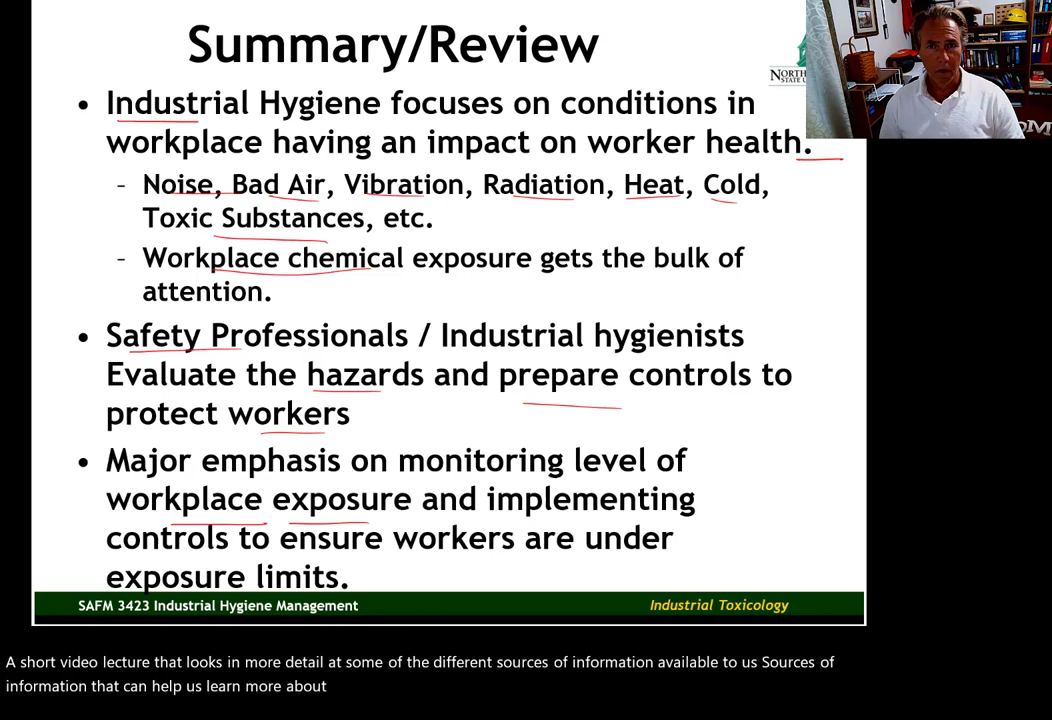 Summary/Review
• Industrial Hygiene focuses on conditions in
workplace having an impact on worker health.
– Noise, Bad Air, Vibration, Radiation, Heat, Cold,
Toxic Substances, etc.
– Workplace chemical exposure gets the bulk of
attention.
• Safety Professionals / Industrial hygienists
Evaluate the hazards and prepare controls to
protect workers
• Major emphasis on monitoring level of
workplace exposure and implementing
controls to ensure workers are under
exposure limits.
SAFM 3423 Industrial Hygiene Management
Industrial Toxicology
A short video lecture that looks in more detail at some of the different sources of information available to us Sources of
information that can help us learn more about